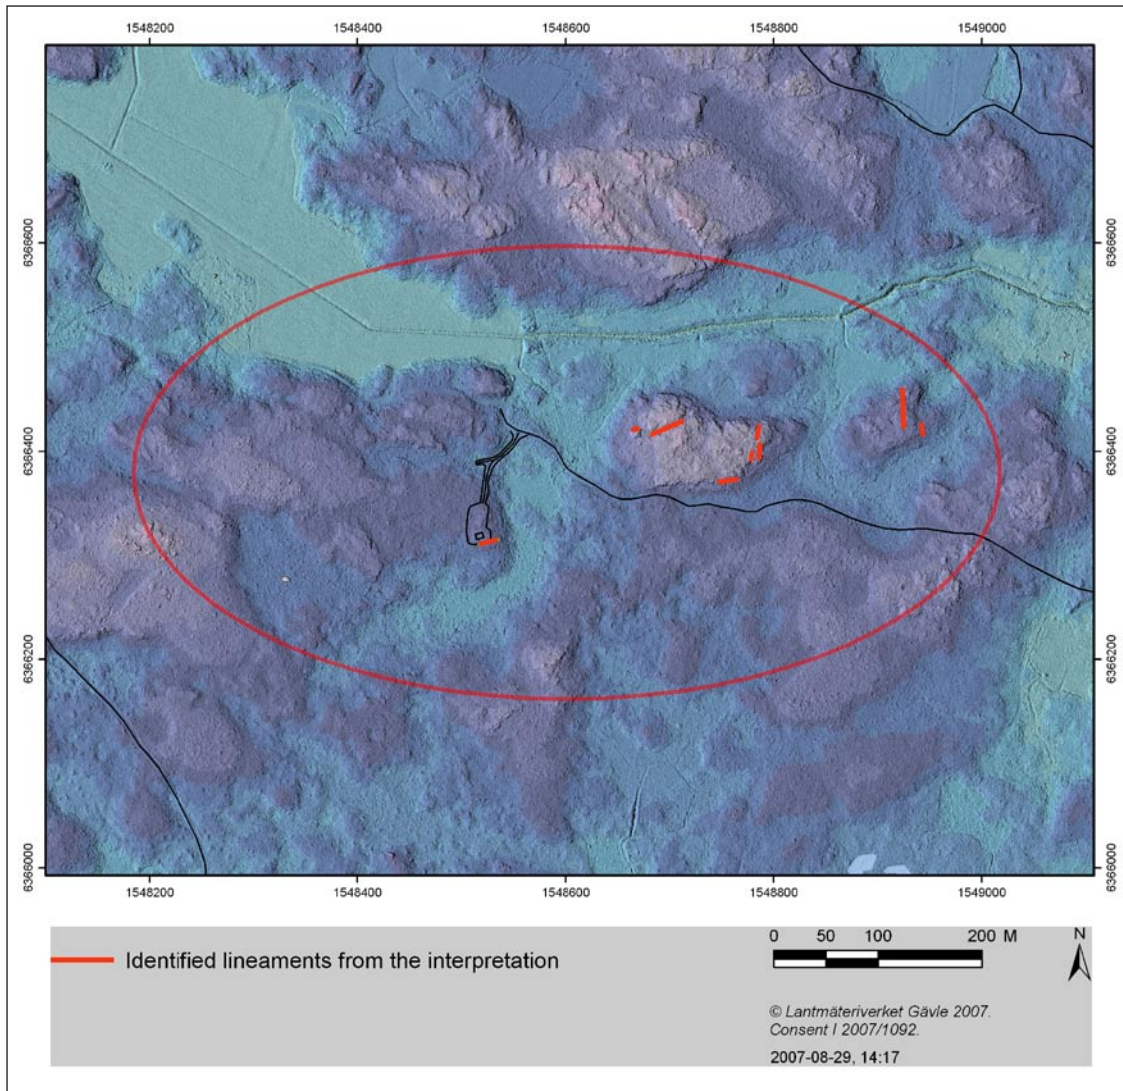 1548200 1548400 1548600 1548800 1549000
6366600 6366600
6366400 6366400
6366200 6366200
6366000 6366000
1548200 1548400 1548600 1548800 1549000
Identified lineaments from the interpretation
0 50 100 200 M
N
© Lantmäteriverket Gävle 2007.
Consent I 2007/1092.
2007-08-29, 14:17